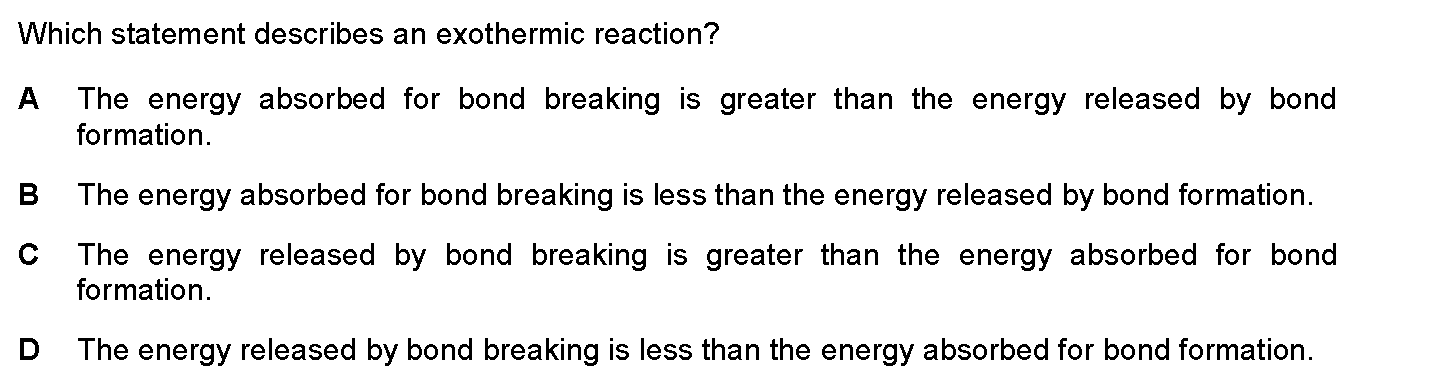 Which statement describes an exothermic reaction?
A The energy absorbed for bond breaking is greater than the energy released by bond
formation.
B The energy absorbed for bond breaking is less than the energy released by bond formation.
C The energy released by bond breaking is greater than the energy absorbed for bond
formation.
D The energy released by bond breaking is less than the energy absorbed for bond formation.